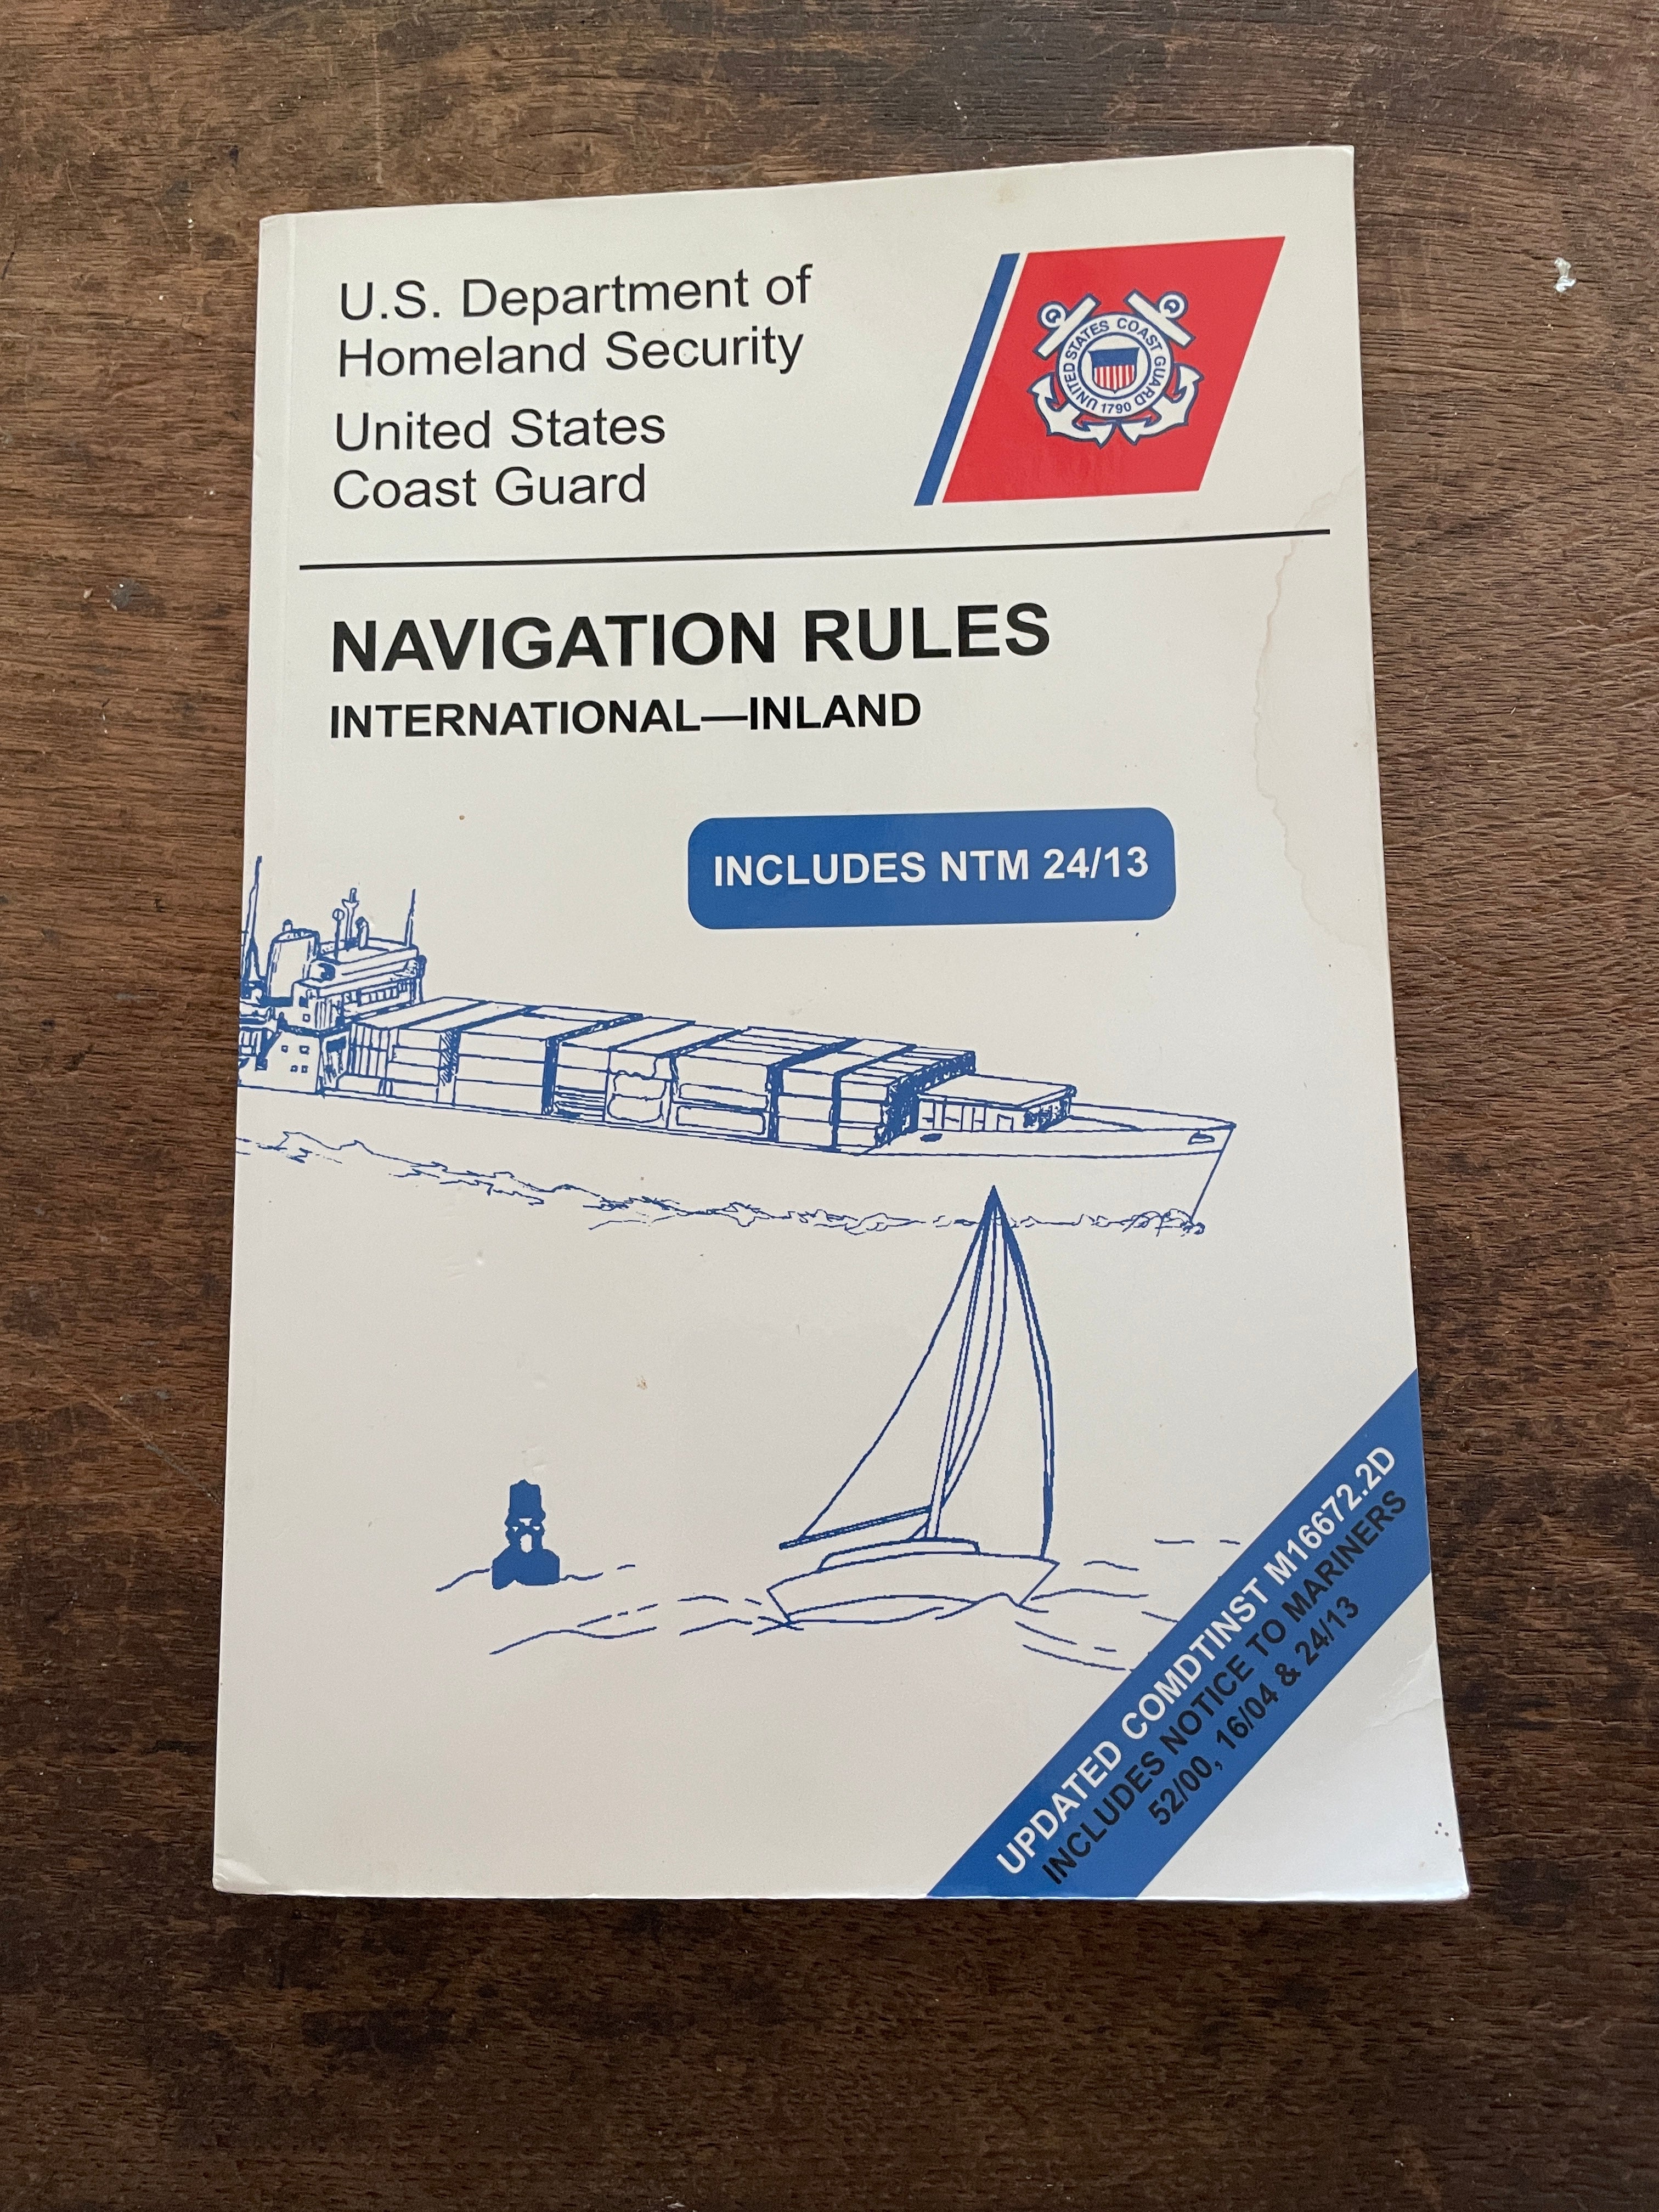 U.S. Department of
Homeland Security
United States
Coast Guard
UNITED STATES COAST GUARD
1790
NAVIGATION RULES
INTERNATIONAL—INLAND
INCLUDES NTM 24/13
UPDATED COMDTINST M16672.2D
INCLUDES NOTICE TO MARINERS
52/00, 16/04 & 24/13